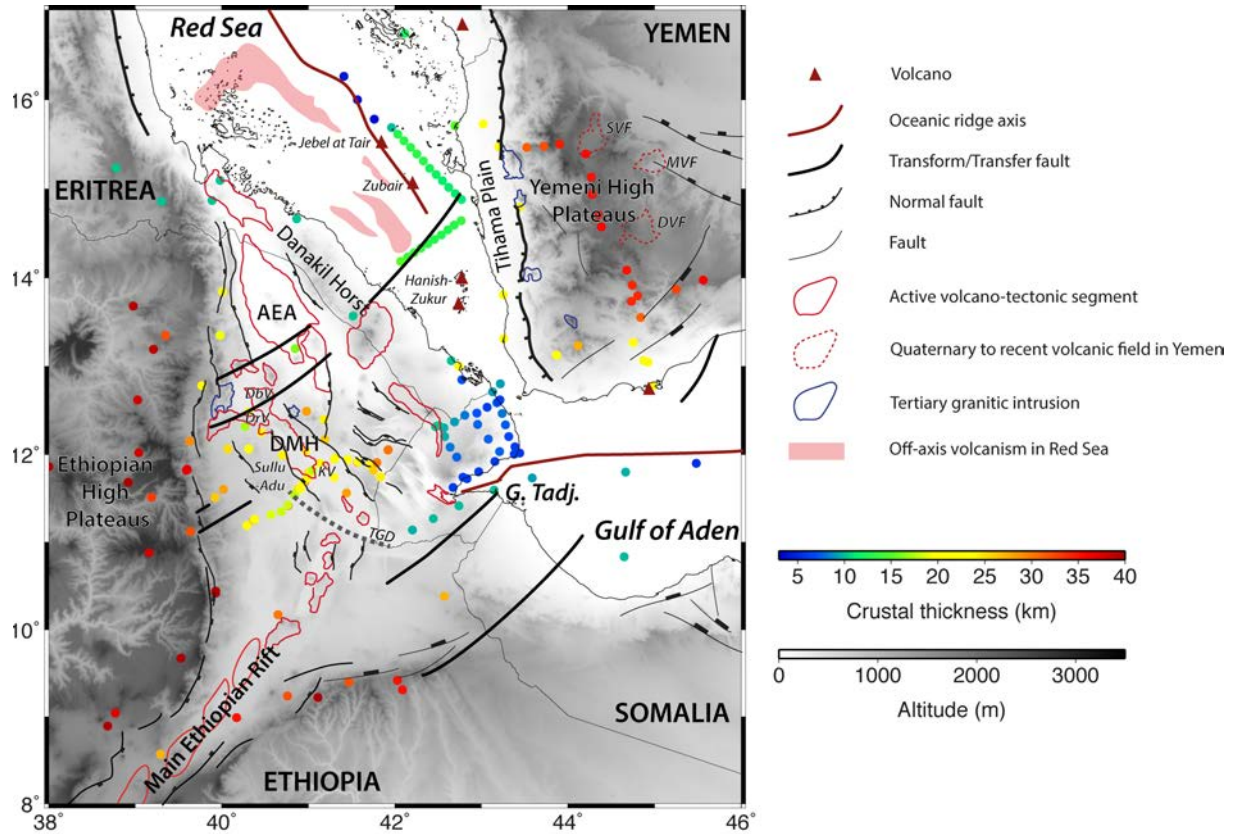 Red Sea
YEMEN
16°
Jebel at Tair
SVF
MVF
ERITREA
Zubair
Tihama Plain
Yemeni High
Plateaus
DVF
14°
Danakil Horst
Hanish-
Zukur
AEA
DbV
DrV
DMH
12°
Ethiopian
High
Plateaus
Sullu
Adu
KV
G. Tadj.
TGD
Gulf of Aden
10°
Main Ethiopian Rift
SOMALIA
ETHIOPIA
8°
38°
40°
42°
44°
46°
Volcano
Oceanic ridge axis
Transform/Transfer fault
Normal fault
Fault
Active volcano-tectonic segment
Quaternary to recent volcanic field in Yemen
Tertiary granitic intrusion
Off-axis volcanism in Red Sea
5 10 15 20 25 30 35 40
Crustal thickness (km)
0 1000 2000 3000
Altitude (m)